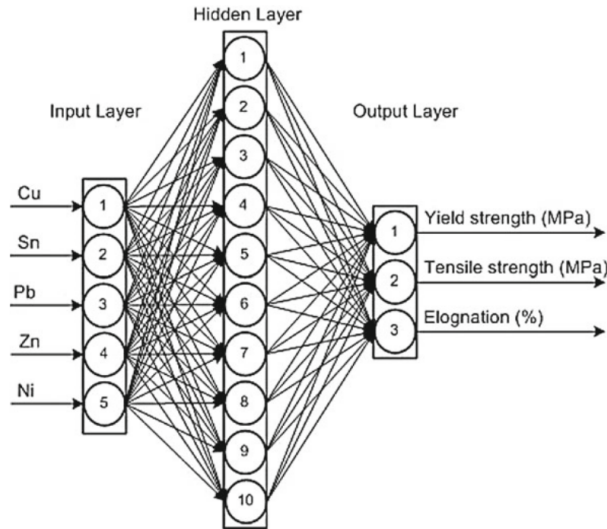 Hidden Layer
Input Layer
Output Layer
Cu
Sn
Pb
Zn
Ni
1
2
3
4
5
1
2
3
4
5
6
7
8
9
10
1
2
3
Yield strength (MPa)
Tensile strength (MPa)
Elognation (%)